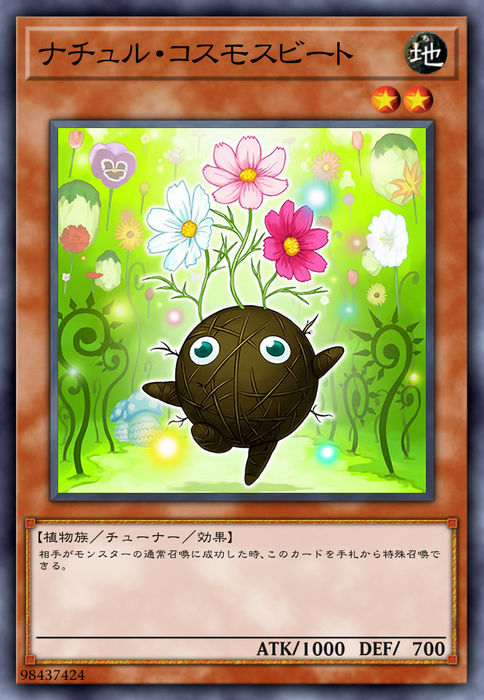 ナチュル・コスモスビート
ち
地
【植物族／チューナー／効果】
相手がモンスターの通常召喚に成功した時、このカードを手札から特殊召喚で
きる。
ATK/1000 DEF/ 700
98437424